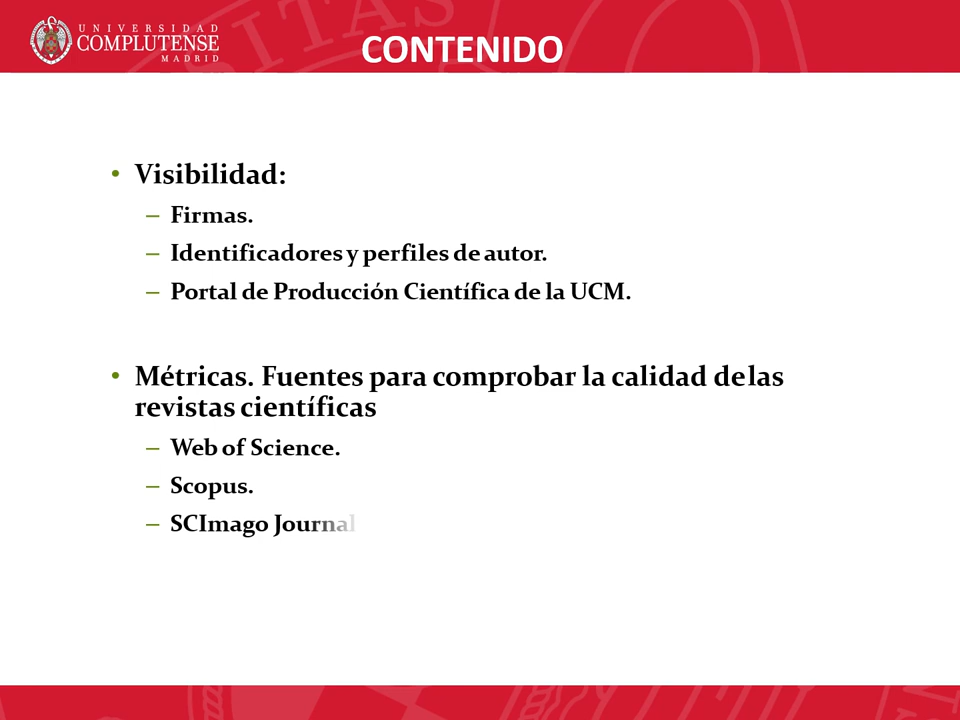 UNIVERSIDAD
COMPLUTENSE
MADRID
CONTENIDO
• Visibilidad:
– Firmas.
– Identificadores y perfiles de autor.
– Portal de Producción Científica de la UCM.
• Métricas. Fuentes para comprobar la calidad de las
revistas científicas
– Web of Science.
– Scopus.
– SCImago Journal